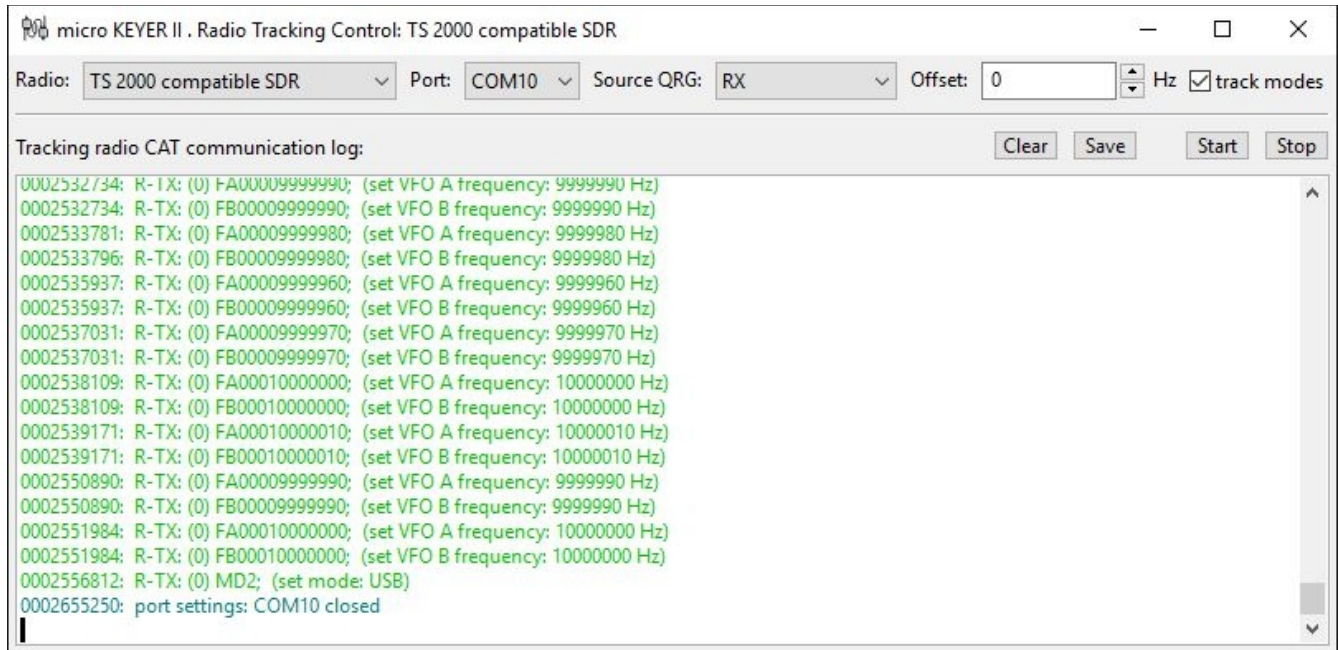 micro KEYER II . Radio Tracking Control: TS 2000 compatible SDR
Radio: TS 2000 compatible SDR Port: COM10 Source QRG: RX Offset: 0 Hz track modes
Tracking radio CAT communication log: Clear Save Start Stop
0002532734: R-TX: (0) FA00009999990; (set VFO A frequency: 9999990 Hz)
0002532734: R-TX: (0) FB00009999990; (set VFO B frequency: 9999990 Hz)
0002533781: R-TX: (0) FA00009999980; (set VFO A frequency: 9999980 Hz)
0002533796: R-TX: (0) FB00009999980; (set VFO B frequency: 9999980 Hz)
0002535937: R-TX: (0) FA00009999960; (set VFO A frequency: 9999960 Hz)
0002535937: R-TX: (0) FB00009999960; (set VFO B frequency: 9999960 Hz)
0002537031: R-TX: (0) FA00009999970; (set VFO A frequency: 9999970 Hz)
0002537031: R-TX: (0) FB00009999970; (set VFO B frequency: 9999970 Hz)
0002538109: R-TX: (0) FA00010000000; (set VFO A frequency: 10000000 Hz)
0002538109: R-TX: (0) FB00010000000; (set VFO B frequency: 10000000 Hz)
0002539171: R-TX: (0) FA00010000010; (set VFO A frequency: 10000010 Hz)
0002539171: R-TX: (0) FB00010000010; (set VFO B frequency: 10000010 Hz)
0002550890: R-TX: (0) FA00009999990; (set VFO A frequency: 9999990 Hz)
0002550890: R-TX: (0) FB00009999990; (set VFO B frequency: 9999990 Hz)
0002551984: R-TX: (0) FA00010000000; (set VFO A frequency: 10000000 Hz)
0002551984: R-TX: (0) FB00010000000; (set VFO B frequency: 10000000 Hz)
0002556812: R-TX: (0) MD2; (set mode: USB)
0002655250: port settings: COM10 closed